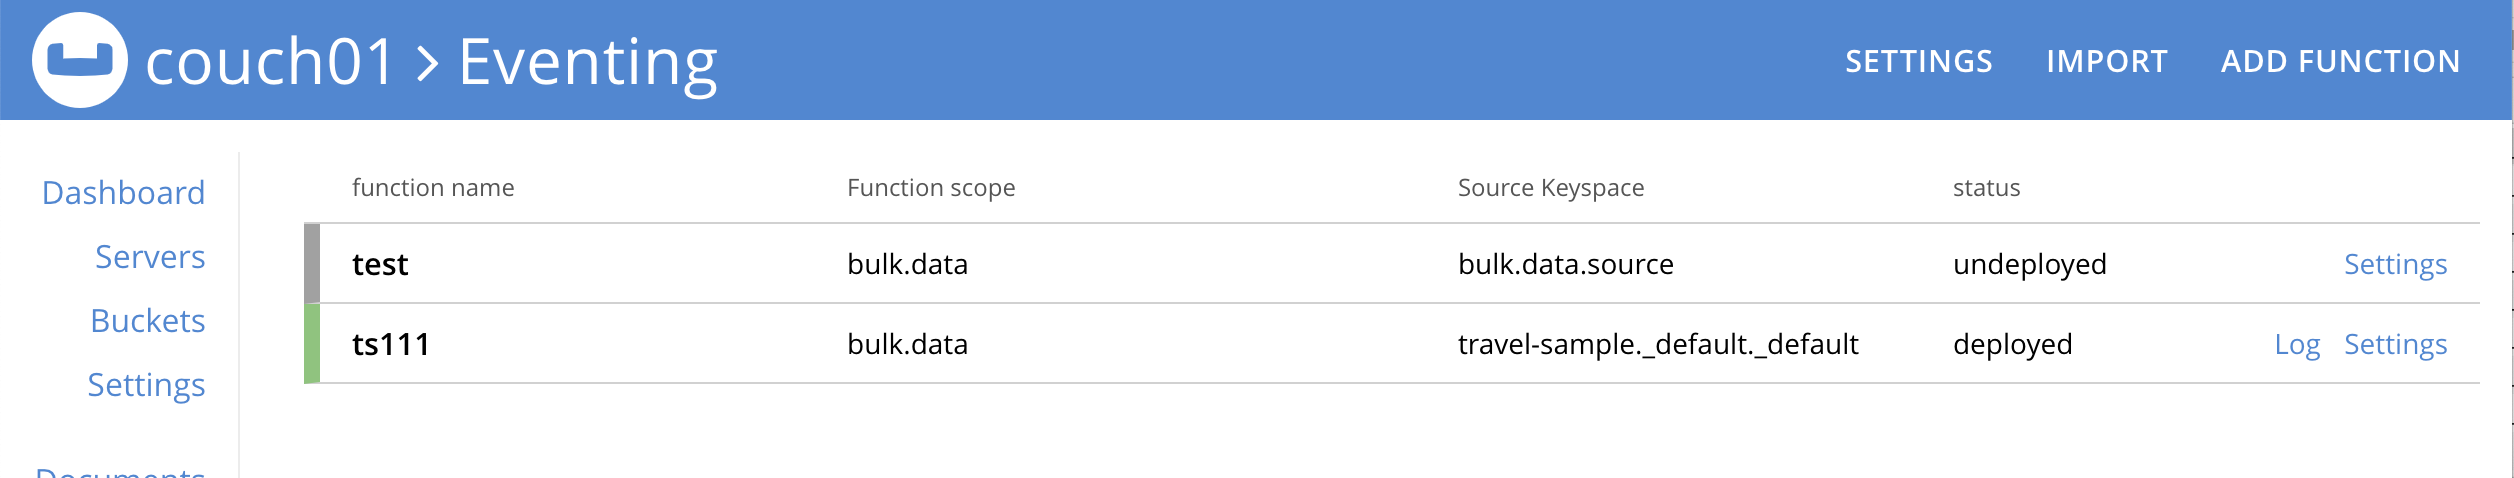 couch01 > Eventing
SETTINGS IMPORT ADD FUNCTION
Dashboard
Servers
Buckets
Settings
Documents
function name Function scope Source Keyspace status
test bulk.data bulk.data.source undeployed Settings
ts111 bulk.data travel-sample._default._default deployed Log Settings